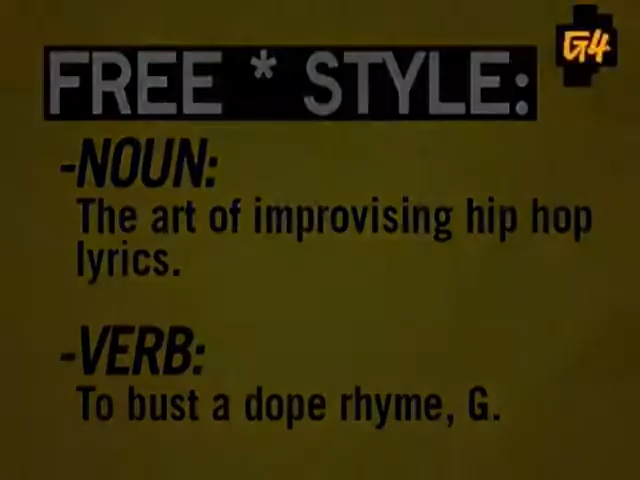 G4
FREE * STYLE:
-NOUN:
The art of improvising hip hop
lyrics.
-VERB:
To bust a dope rhyme, G.